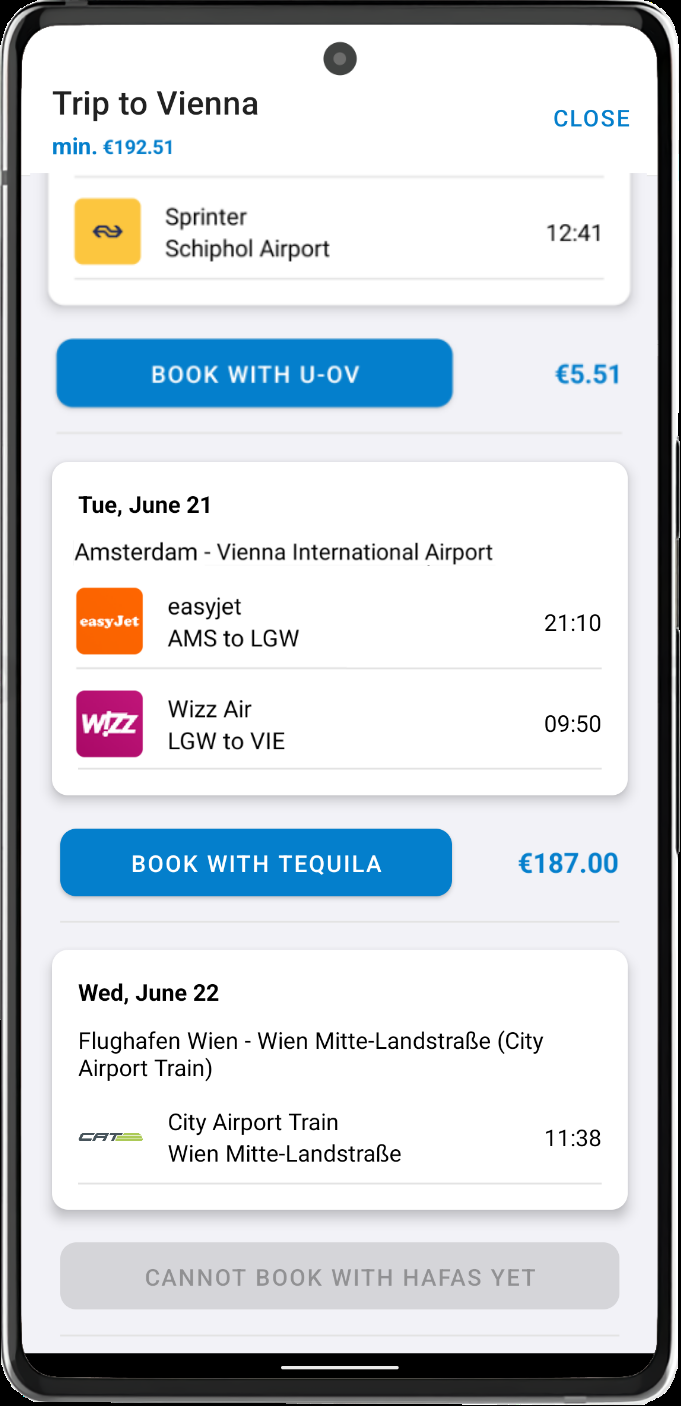 Trip to Vienna
CLOSE
min. €192.51
Sprinter
Schiphol Airport
12:41
BOOK WITH U-OV
€5.51
Tue, June 21
Amsterdam - Vienna International Airport
easyJet
easyjet
AMS to LGW
21:10
WIZZ
Wizz Air
LGW to VIE
09:50
BOOK WITH TEQUILA
€187.00
Wed, June 22
Flughafen Wien - Wien Mitte-Landstraße (City
Airport Train)
CAT
City Airport Train
Wien Mitte-Landstraße
11:38
CANNOT BOOK WITH HAFAS YET